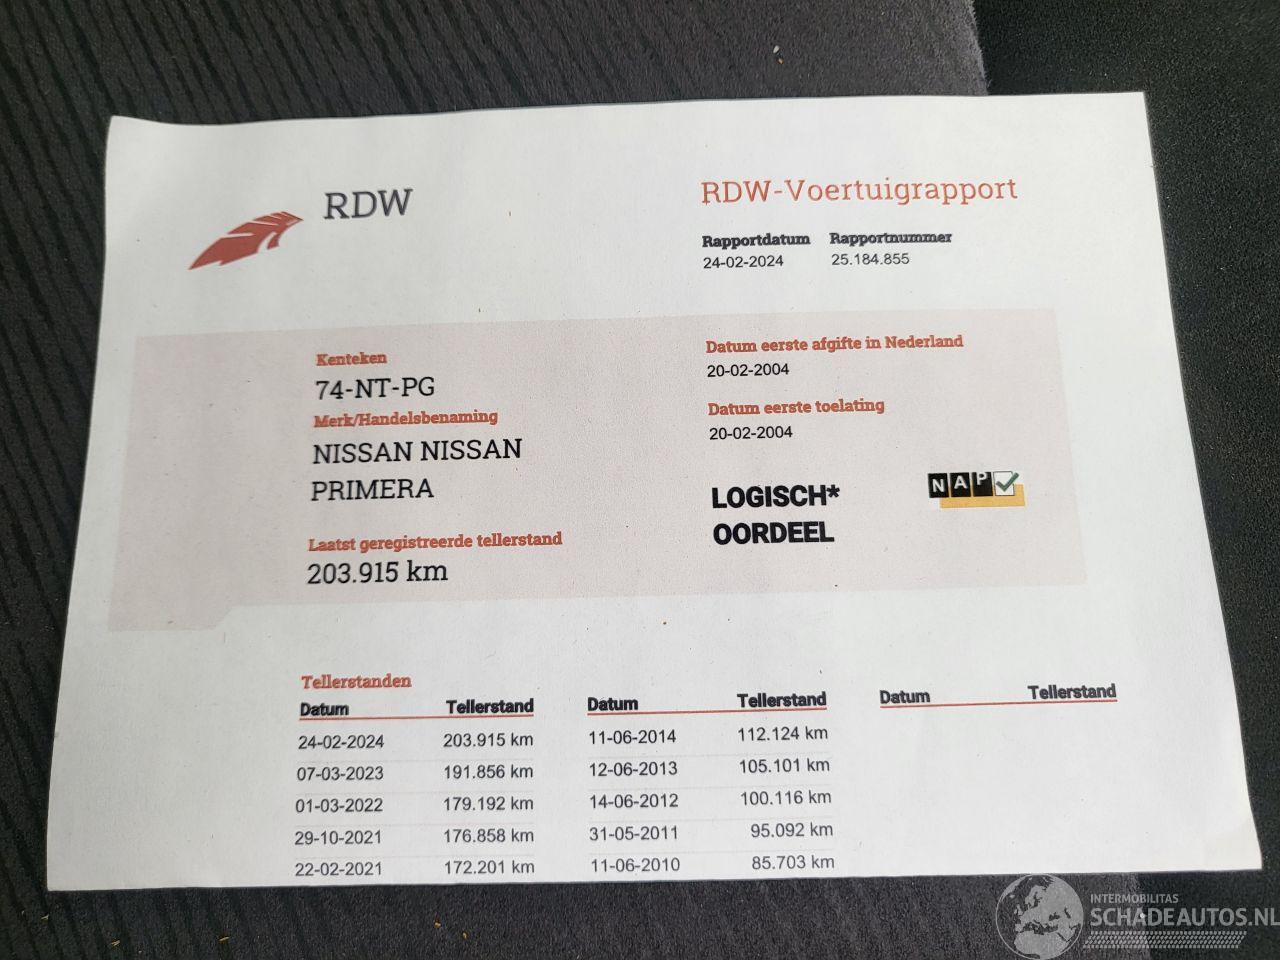 RDW
RDW-Voertuigrapport
Rapportdatum Rapportnummer
24-02-2024 25.184.855
Kenteken
74-NT-PG
Merk/Handelsbenaming
NISSAN NISSAN
PRIMERA
Laatst geregistreerde tellerstand
203.915 km
Datum eerste afgifte in Nederland
20-02-2004
Datum eerste toelating
20-02-2004
LOGISCH*
OORDEEL
NAP
Tellerstanden
Datum Tellerstand Datum Tellerstand Datum Tellerstand
24-02-2024 203.915 km 11-06-2014 112.124 km
07-03-2023 191.856 km 12-06-2013 105.101 km
01-03-2022 179.192 km 14-06-2012 100.116 km
29-10-2021 176.858 km 31-05-2011 95.092 km
22-02-2021 172.201 km 11-06-2010 85.703 km
INTERMOBILITAS
SCHADEAUTOS.NL